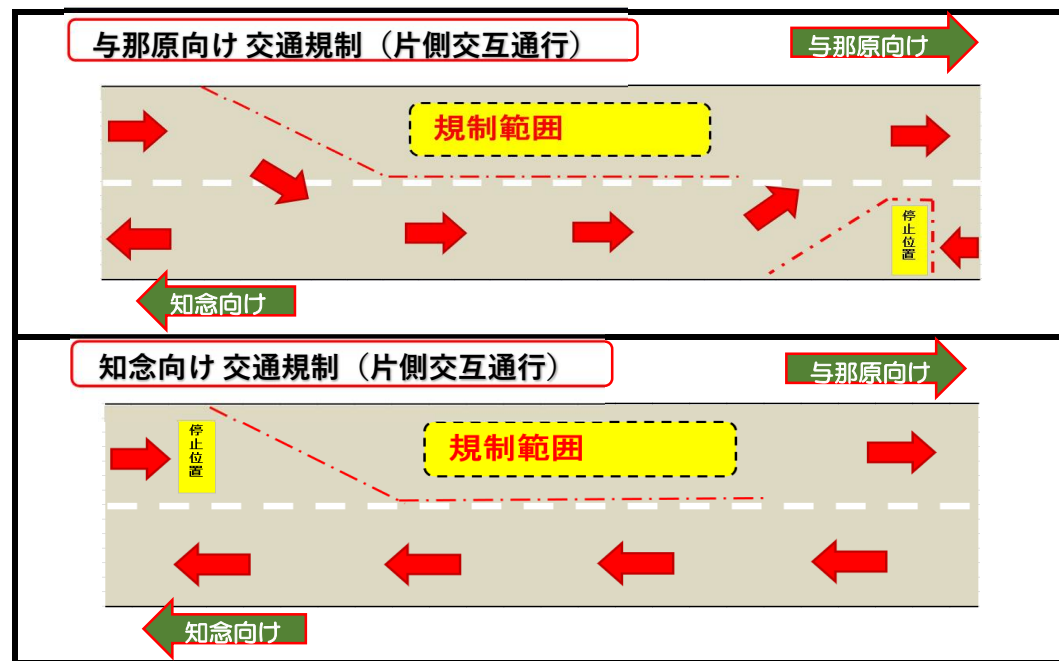 与那原向け 交通規制（片側交互通行）
与那原向け
規制範囲
停止位置
知念向け
知念向け 交通規制（片側交互通行）
与那原向け
停止位置
規制範囲
知念向け